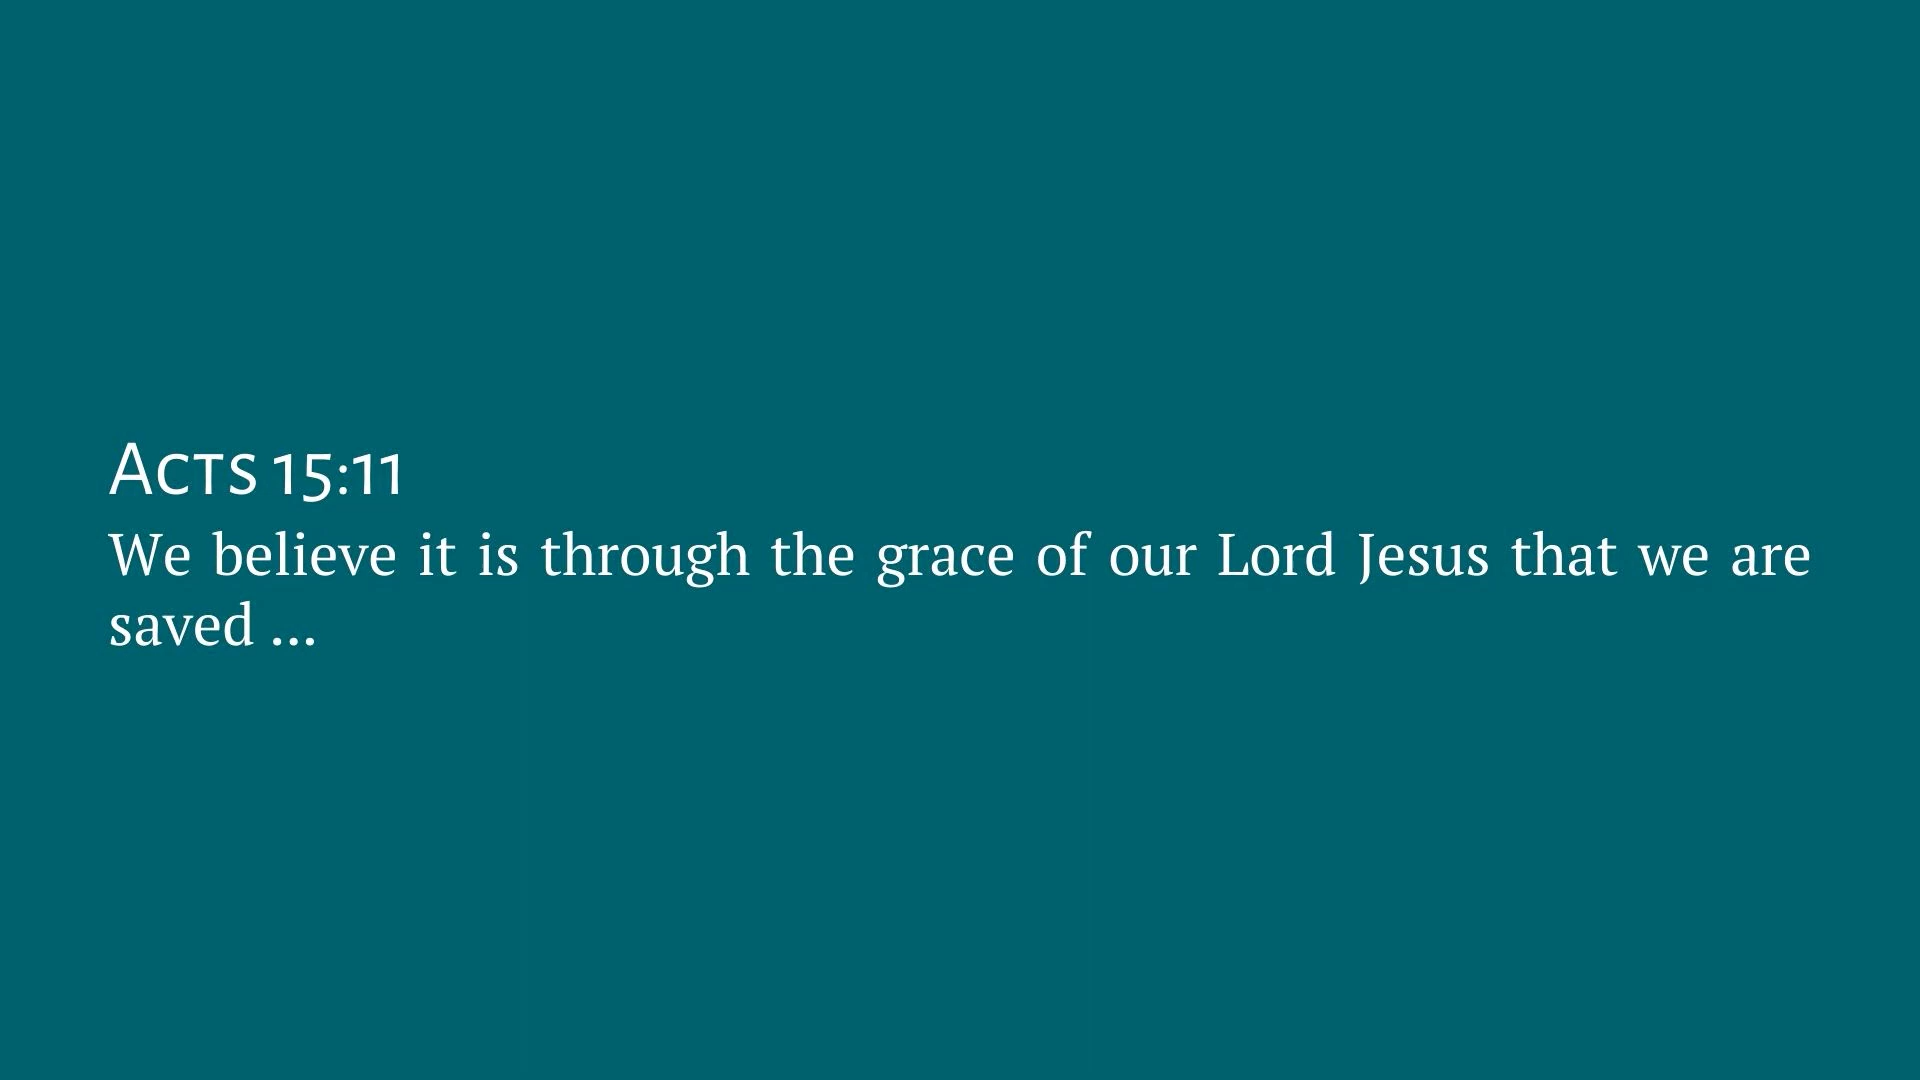 Acts 15:11
We believe it is through the grace of our Lord Jesus that we are
saved ...